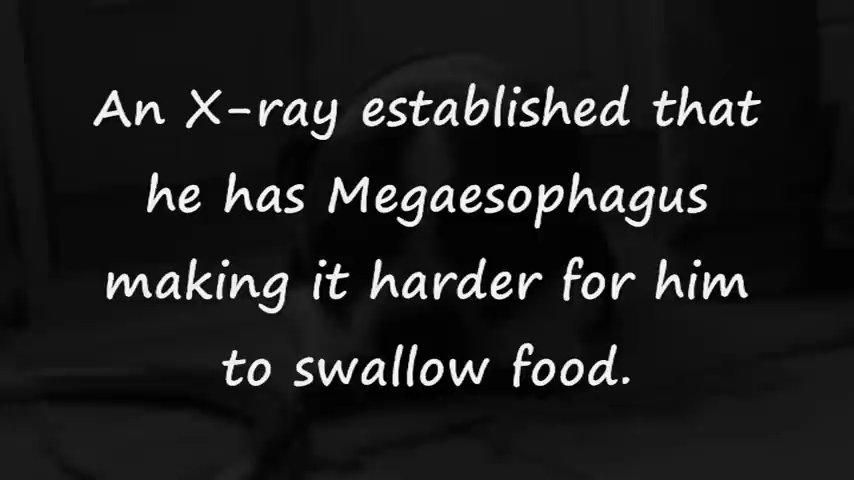 An X-ray established that
he has Megaesophagus
making it harder for him
to swallow food.